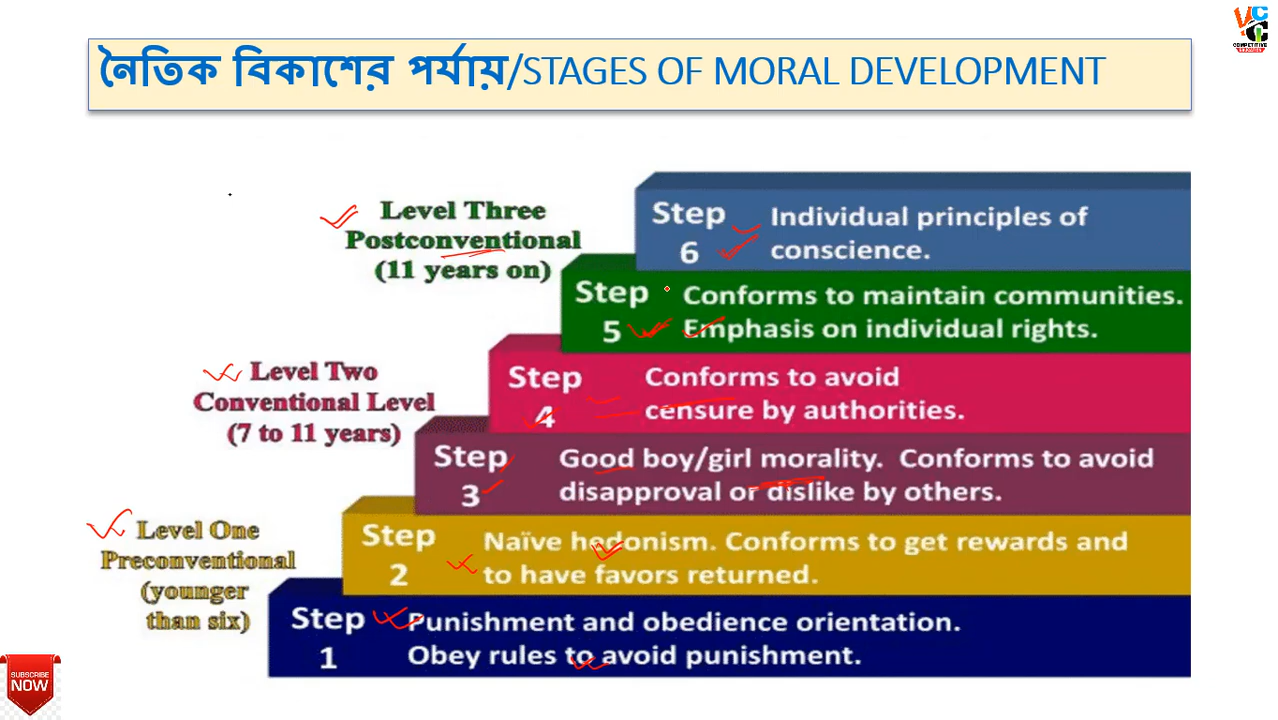 নৈতিক বিকাশের পর্যায়/STAGES OF MORAL DEVELOPMENT
VCC
COMPETITIVE
Level Three
Postconventional
(11 years on)
Step
6
Individual principles of
conscience.
Step
5
Conforms to maintain communities.
Emphasis on individual rights.
Level Two
Conventional Level
(7 to 11 years)
Step
4
Conforms to avoid
censure by authorities.
Step
3
Good boy/girl morality. Conforms to avoid
disapproval or dislike by others.
Level One
Preconventional
(younger
than six)
Step
2
Naïve hedonism. Conforms to get rewards and
to have favors returned.
Step
1
Punishment and obedience orientation.
Obey rules to avoid punishment.
SUBSCRIBE
NOW